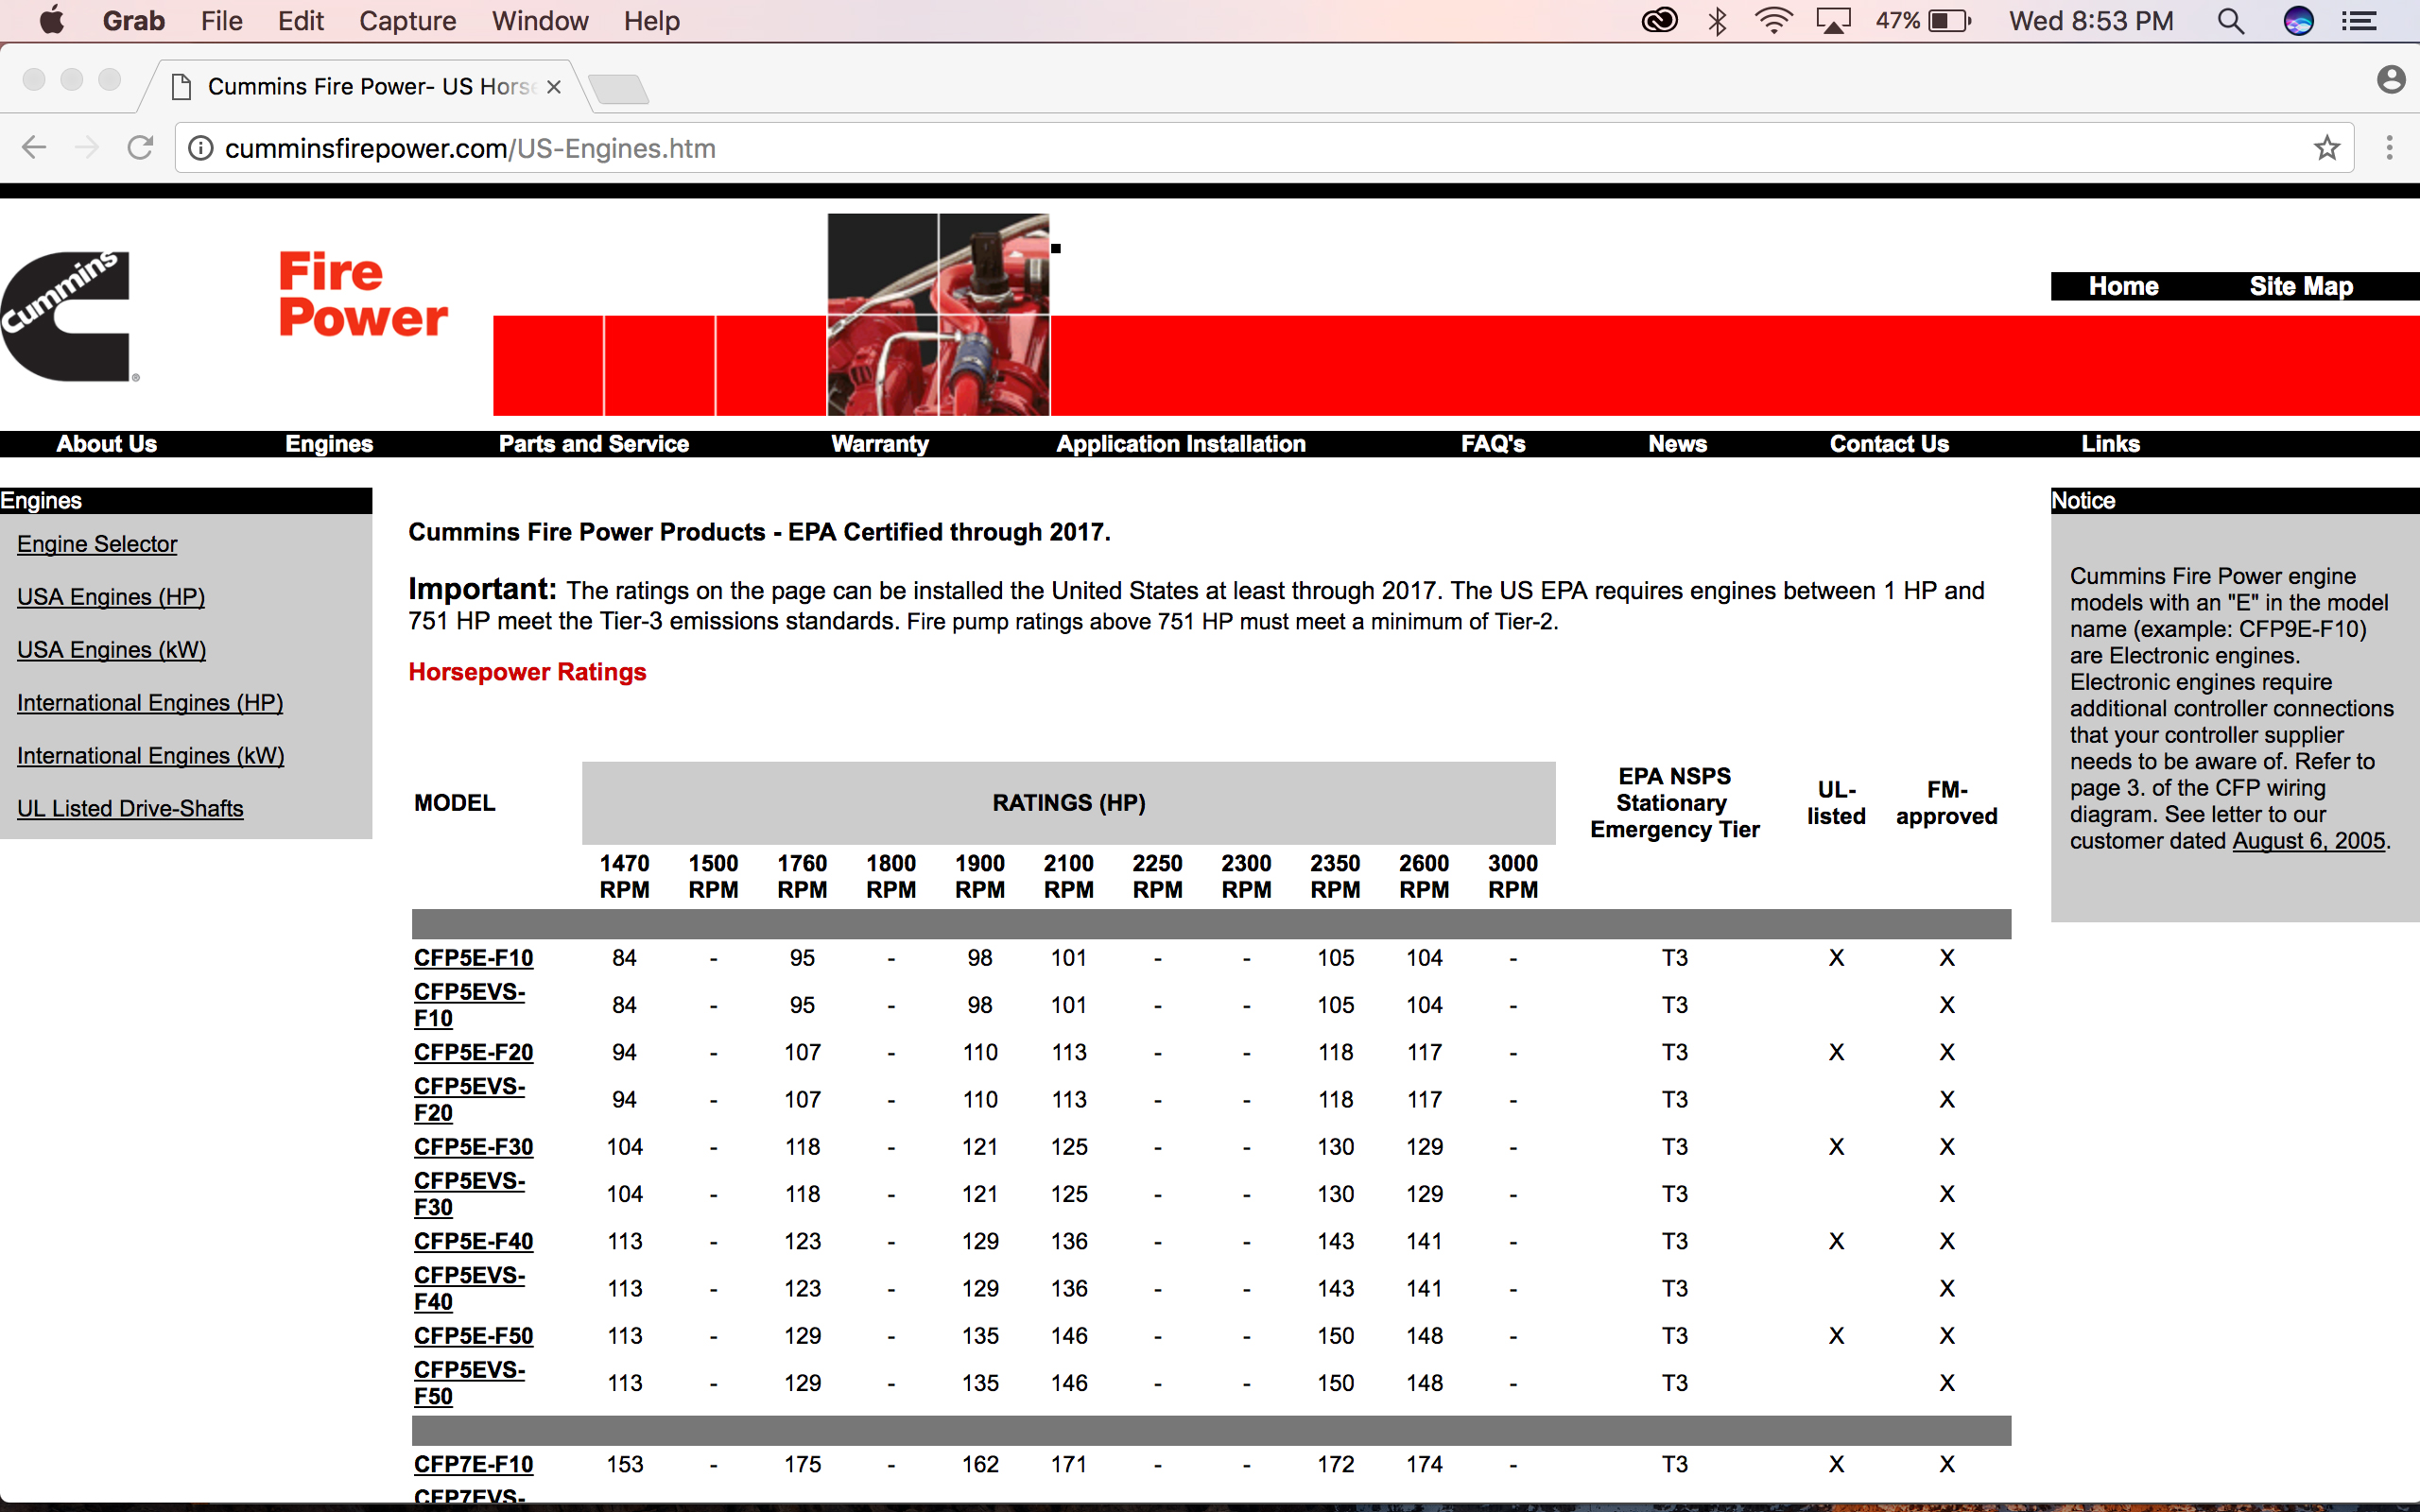 Grab File Edit Capture Window Help 47% Wed 8:53 PM
Cummins Fire Power- US Horse
cumminsfirepower.com/US-Engines.htm
Cummins
Fire
Power
Home Site Map
About Us Engines Parts and Service Warranty Application Installation FAQ's News Contact Us Links
Engines
Engine Selector
USA Engines (HP)
USA Engines (kW)
International Engines (HP)
International Engines (kW)
UL Listed Drive-Shafts
Cummins Fire Power Products - EPA Certified through 2017.
Important: The ratings on the page can be installed the United States at least through 2017. The US EPA requires engines between 1 HP and
751 HP meet the Tier-3 emissions standards. Fire pump ratings above 751 HP must meet a minimum of Tier-2.
Horsepower Ratings
MODEL RATINGS (HP) EPA NSPS Stationary Emergency Tier UL-listed FM-approved
1470 RPM 1500 RPM 1760 RPM 1800 RPM 1900 RPM 2100 RPM 2250 RPM 2300 RPM 2350 RPM 2600 RPM 3000 RPM
CFP5E-F10 84 - 95 - 98 101 - - 105 104 - T3 X X
CFP5EVS-F10 84 - 95 - 98 101 - - 105 104 - T3 X
CFP5E-F20 94 - 107 - 110 113 - - 118 117 - T3 X X
CFP5EVS-F20 94 - 107 - 110 113 - - 118 117 - T3 X
CFP5E-F30 104 - 118 - 121 125 - - 130 129 - T3 X X
CFP5EVS-F30 104 - 118 - 121 125 - - 130 129 - T3 X
CFP5E-F40 113 - 123 - 129 136 - - 143 141 - T3 X X
CFP5EVS-F40 113 - 123 - 129 136 - - 143 141 - T3 X
CFP5E-F50 113 - 129 - 135 146 - - 150 148 - T3 X X
CFP5EVS-F50 113 - 129 - 135 146 - - 150 148 - T3 X
CFP7E-F10 153 - 175 - 162 171 - - 172 174 - T3 X X
CFP7EVS-
Notice
Cummins Fire Power engine
models with an "E" in the model
name (example: CFP9E-F10)
are Electronic engines.
Electronic engines require
additional controller connections
that your controller supplier
needs to be aware of. Refer to
page 3. of the CFP wiring
diagram. See letter to our
customer dated August 6, 2005.